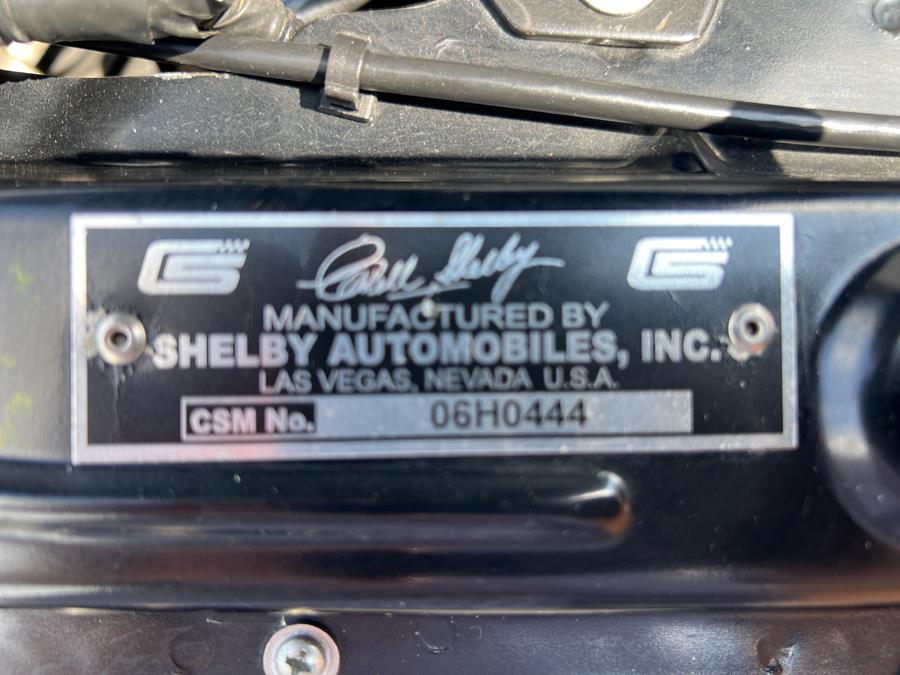 CS Carroll Shelby CS
MANUFACTURED BY
SHELBY AUTOMOBILES, INC.
LAS VEGAS, NEVADA U.S.A.
CSM No. 06H0444